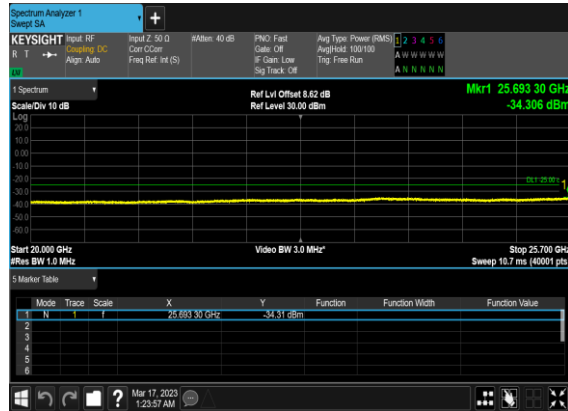 Spectrum Analyzer 1
Swept SA
KEYSIGHT
R T
Input: RF
Coupling: DC
Align: Auto
Input Z: 50 Ω
Corr CCorr
Freq Ref: Int (S)
#Atten: 40 dB
PNO: Fast
Gate: Off
IF Gain: Low
Sig Track: Off
Avg Type: Power (RMS)
Avg|Hold: 100/100
Trig: Free Run
1 2 3 4 5 6
A W W W W W
A N N N N N
1 Spectrum
Scale/Div 10 dB
Ref Lvl Offset 8.62 dB
Ref Level 30.00 dBm
Mkr1 25.693 30 GHz
-34.306 dBm
Log
20.0
10.0
0.00
-10.0
-20.0
-30.0
-40.0
-50.0
-60.0
1
Start 20.000 GHz
#Res BW 1.0 MHz
Video BW 3.0 MHz*
Stop 25.700 GHz
Sweep 10.7 ms (40001 pts
5 Marker Table
Mode Trace Scale X Y Function Function Width Function Value
1 N 1 f 25.693 30 GHz -34.31 dBm
2
3
4
5
6
?
Mar 17, 2023
1:23:57 AM